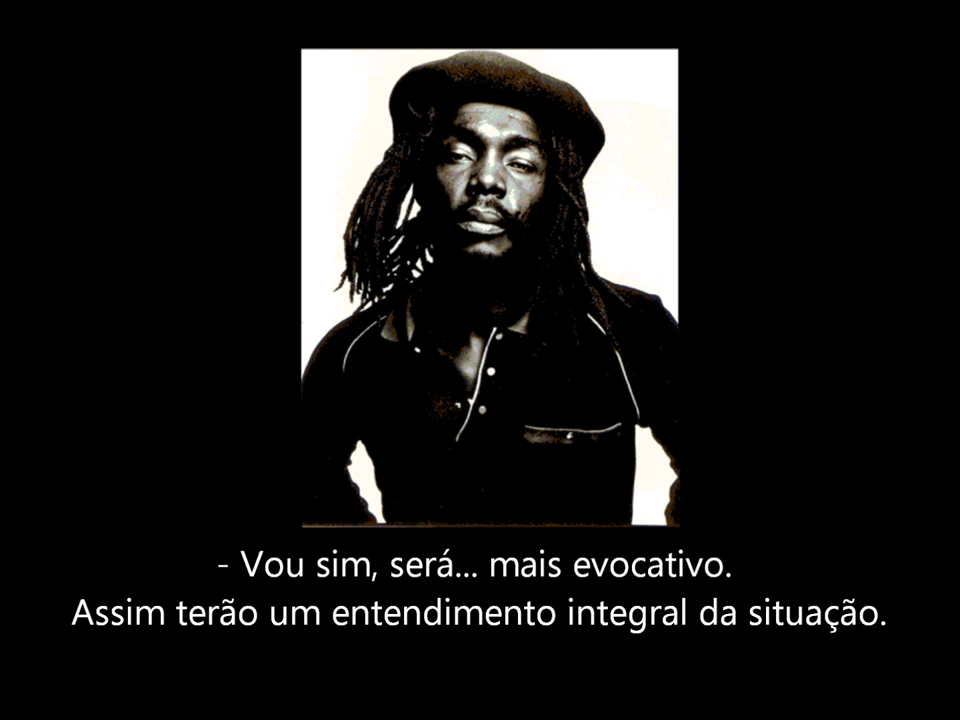 - Vou sim, será... mais evocativo.
Assim terão um entendimento integral da situação.